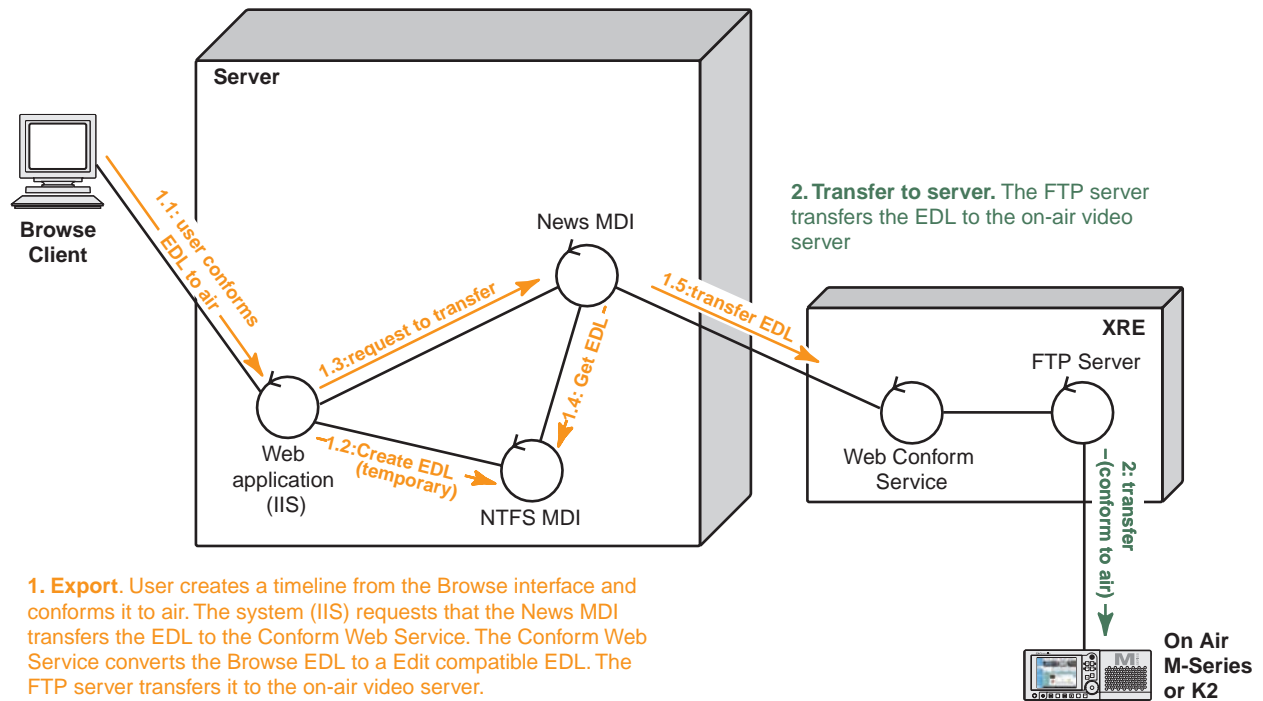 Server
Browse
Client
1.1: user conforms
EDL to air
News MDI
1.3:request to transfer
1.4: Get EDL
1.2:Create EDL
(temporary)
Web
application
(IIS)
NTFS MDI
1.5:transfer EDL
2. Transfer to server. The FTP server
transfers the EDL to the on-air video
server
XRE
FTP Server
Web Conform
Service
2: transfer
(conform to air)
On Air
M-Series
or K2
M
1. Export. User creates a timeline from the Browse interface and
conforms it to air. The system (IIS) requests that the News MDI
transfers the EDL to the Conform Web Service. The Conform Web
Service converts the Browse EDL to a Edit compatible EDL. The
FTP server transfers it to the on-air video server.